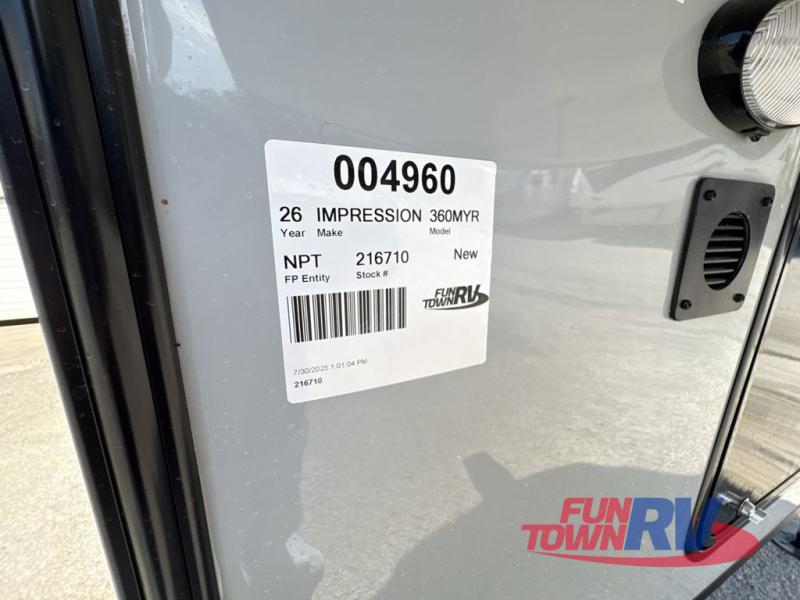 004960
26 IMPRESSION 360MYR
Year Make Model
NPT 216710 New
FP Entity Stock #
FUN
TOWN RV
7/30/2025 1:01:04 PM
216710
FUN
TOWN RV